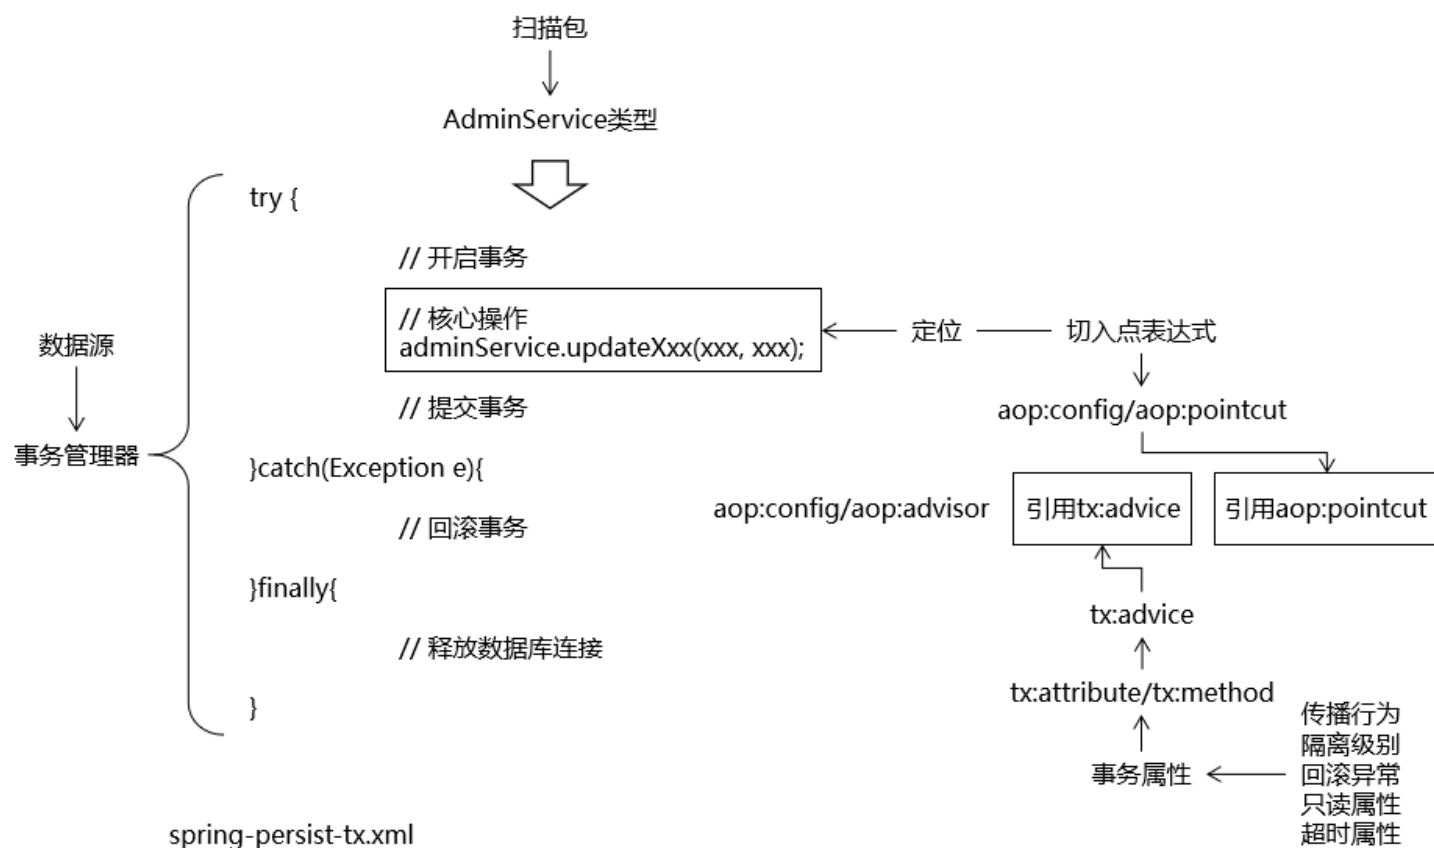 扫描包
AdminService类型
try {
// 开启事务
// 核心操作
adminService.updateXxx(xxx, xxx);
定位
切入点表达式
数据源
// 提交事务
aop:config/aop:pointcut
事务管理器
}catch(Exception e){
aop:config/aop:advisor
引用tx:advice
引用aop:pointcut
// 回滚事务
}finally{
tx:advice
// 释放数据库连接
tx:attribute/tx:method
}
传播行为
隔离级别
事务属性
回滚异常
只读属性
超时属性
spring-persist-tx.xml